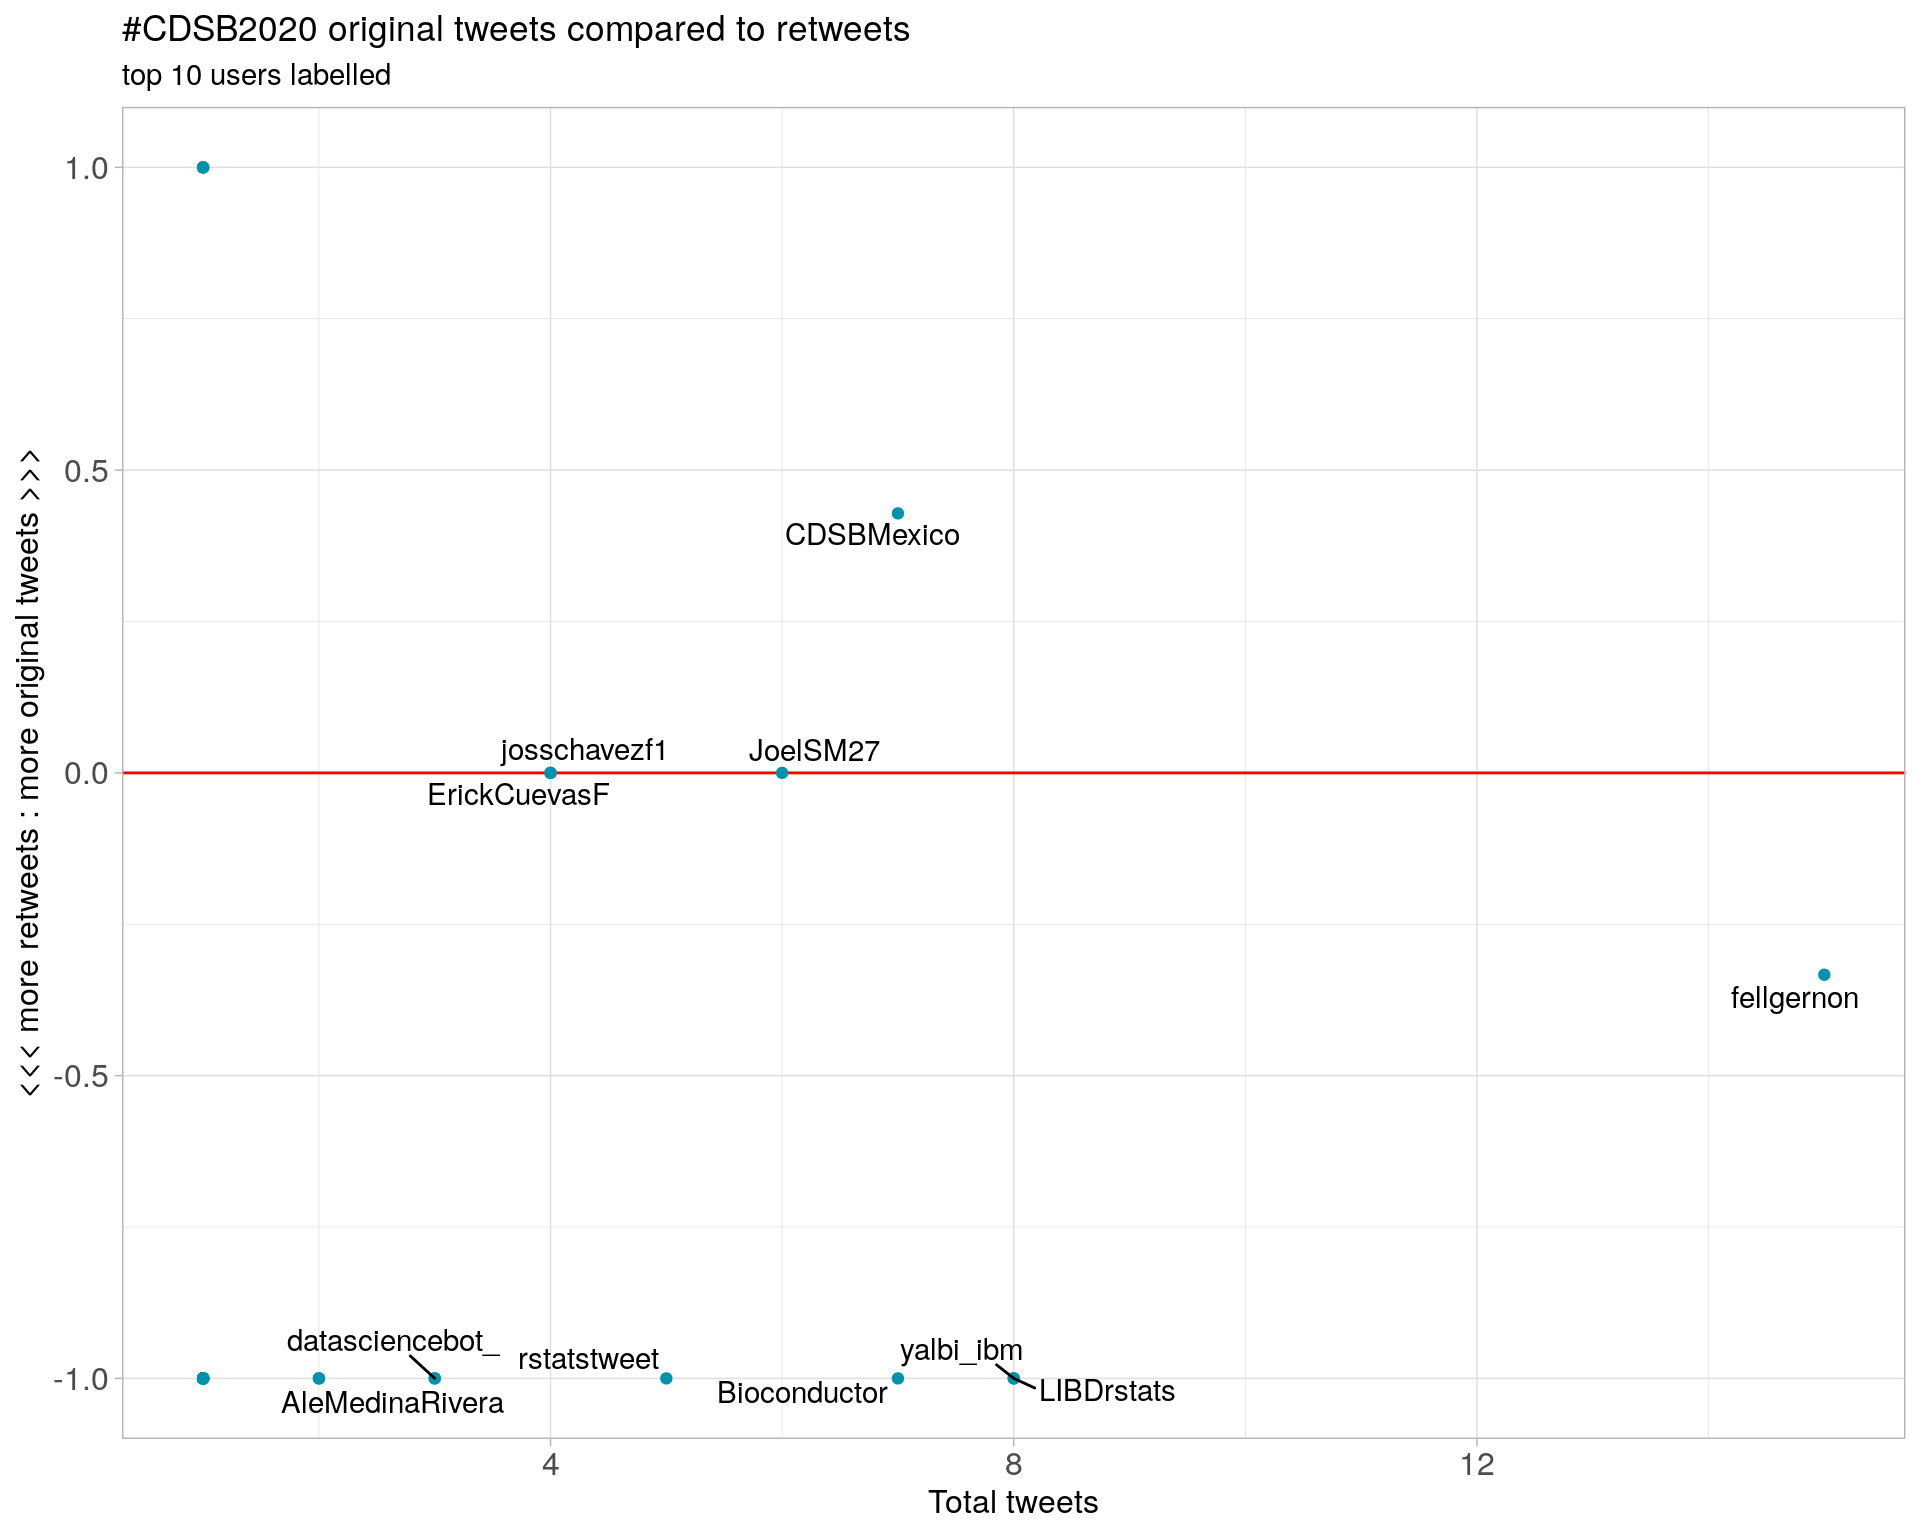 #CDSB2020 original tweets compared to retweets
top 10 users labelled
<<< more retweets : more original tweets >>>
1.0
0.5
0.0
-0.5
-1.0
CDSBMexico
josschavezf1
JoelSM27
ErickCuevasF
fellgernon
datasciencebot_
rstatstweet
yalbi_ibm
AleMedinaRivera
Bioconductor
LIBDrstats
4
8
12
Total tweets